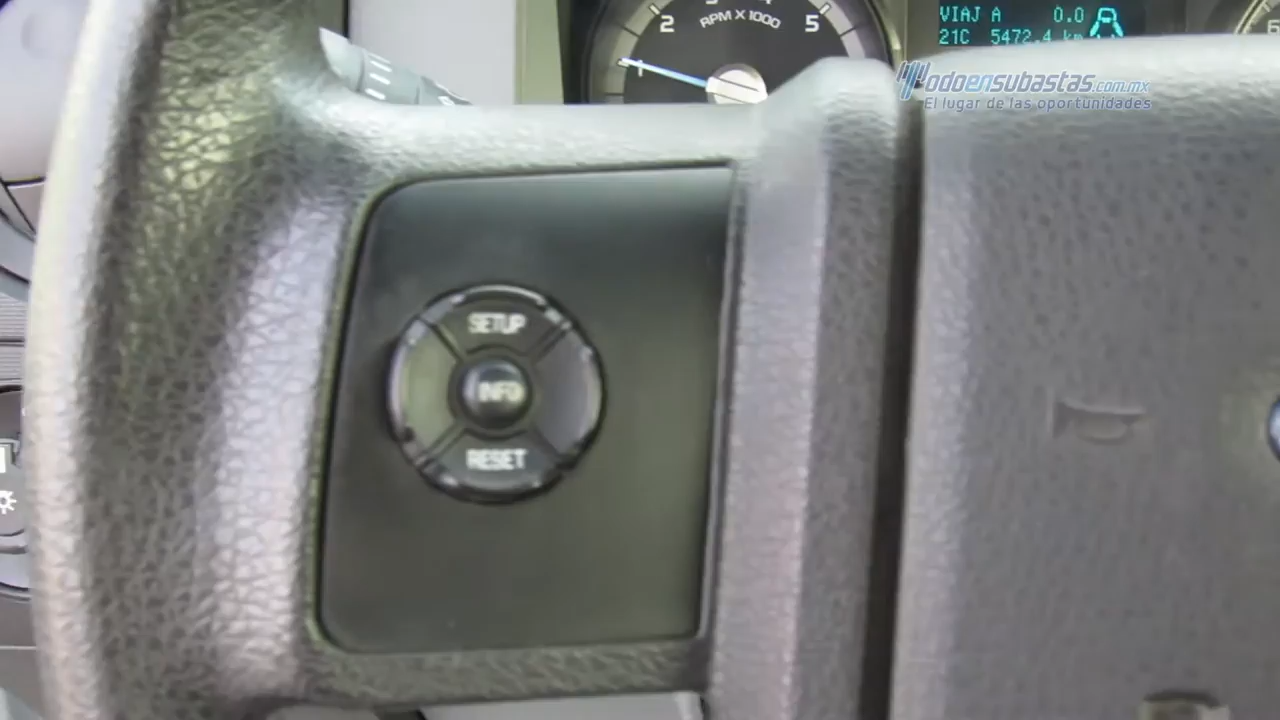 2
5
1
RPM X 1000
VIAJ A 0.0
21C 5472.4 km
Todoensubastas.com.mx
El lugar de las oportunidades
SETUP
INFO
RESET